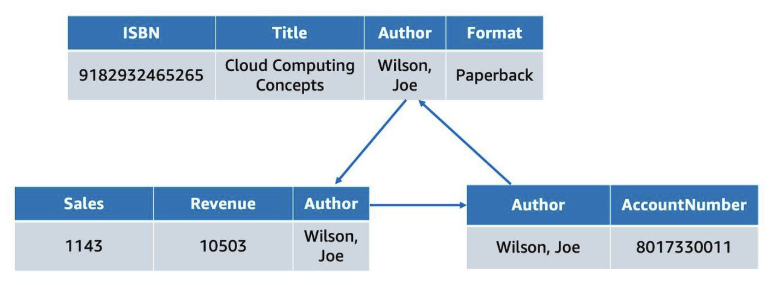 ISBN Title Author Format
9182932465265 Cloud Computing Concepts Wilson, Joe Paperback
Sales Revenue Author
1143 10503 Wilson, Joe
Author AccountNumber
Wilson, Joe 8017330011